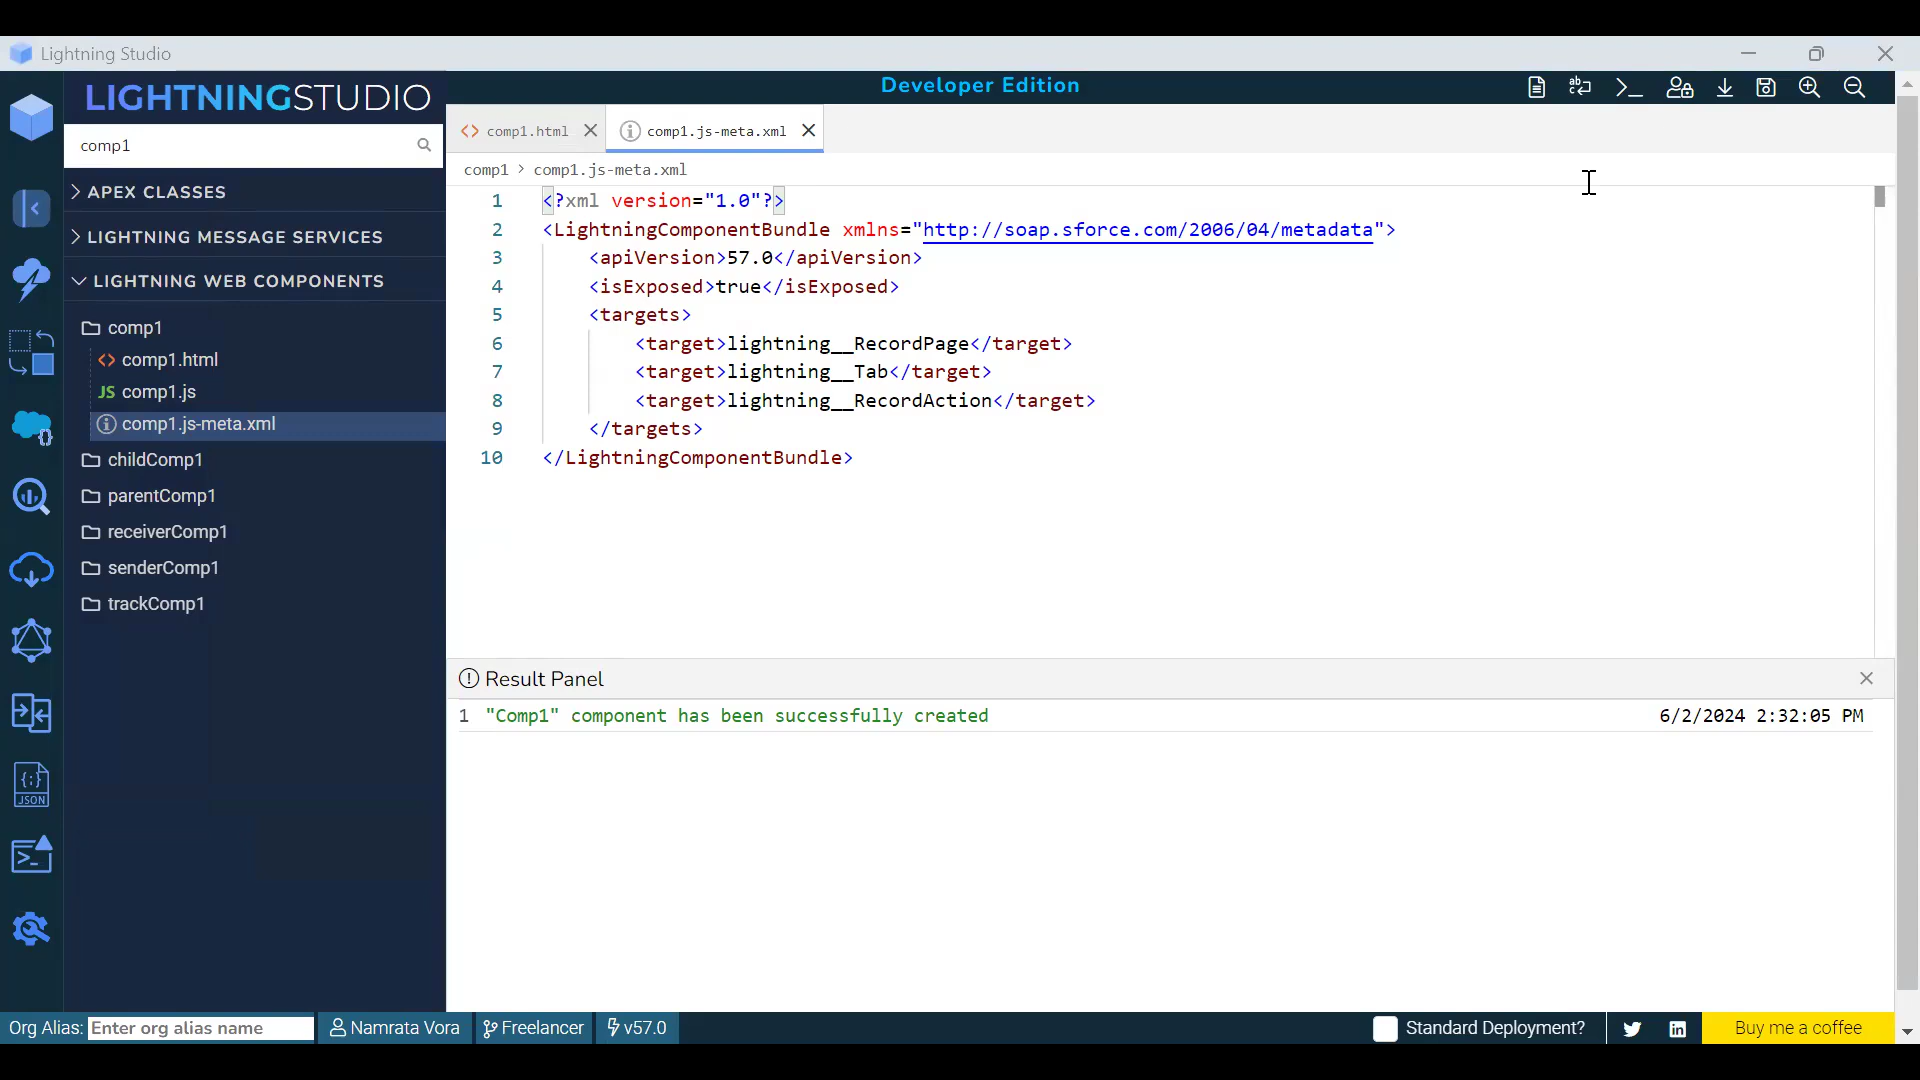 Lightning Studio
LIGHTNINGSTUDIO
Developer Edition
comp1
APEX CLASSES
LIGHTNING MESSAGE SERVICES
LIGHTNING WEB COMPONENTS
comp1
comp1.html
JS comp1.js
comp1.js-meta.xml
childComp1
parentComp1
receiverComp1
senderComp1
trackComp1
JSON
comp1.html
comp1.js-meta.xml
comp1 > comp1.js-meta.xml
1 <?xml version="1.0"?>
2 <LightningComponentBundle xmlns="http://soap.sforce.com/2006/04/metadata">
3 <apiVersion>57.0</apiVersion>
4 <isExposed>true</isExposed>
5 <targets>
6 <target>lightning__RecordPage</target>
7 <target>lightning__Tab</target>
8 <target>lightning__RecordAction</target>
9 </targets>
10 </LightningComponentBundle>
Result Panel
1 "Comp1" component has been successfully created 6/2/2024 2:32:05 PM
Org Alias: Enter org alias name Namrata Vora Freelancer v57.0 Standard Deployment? Buy me a coffee